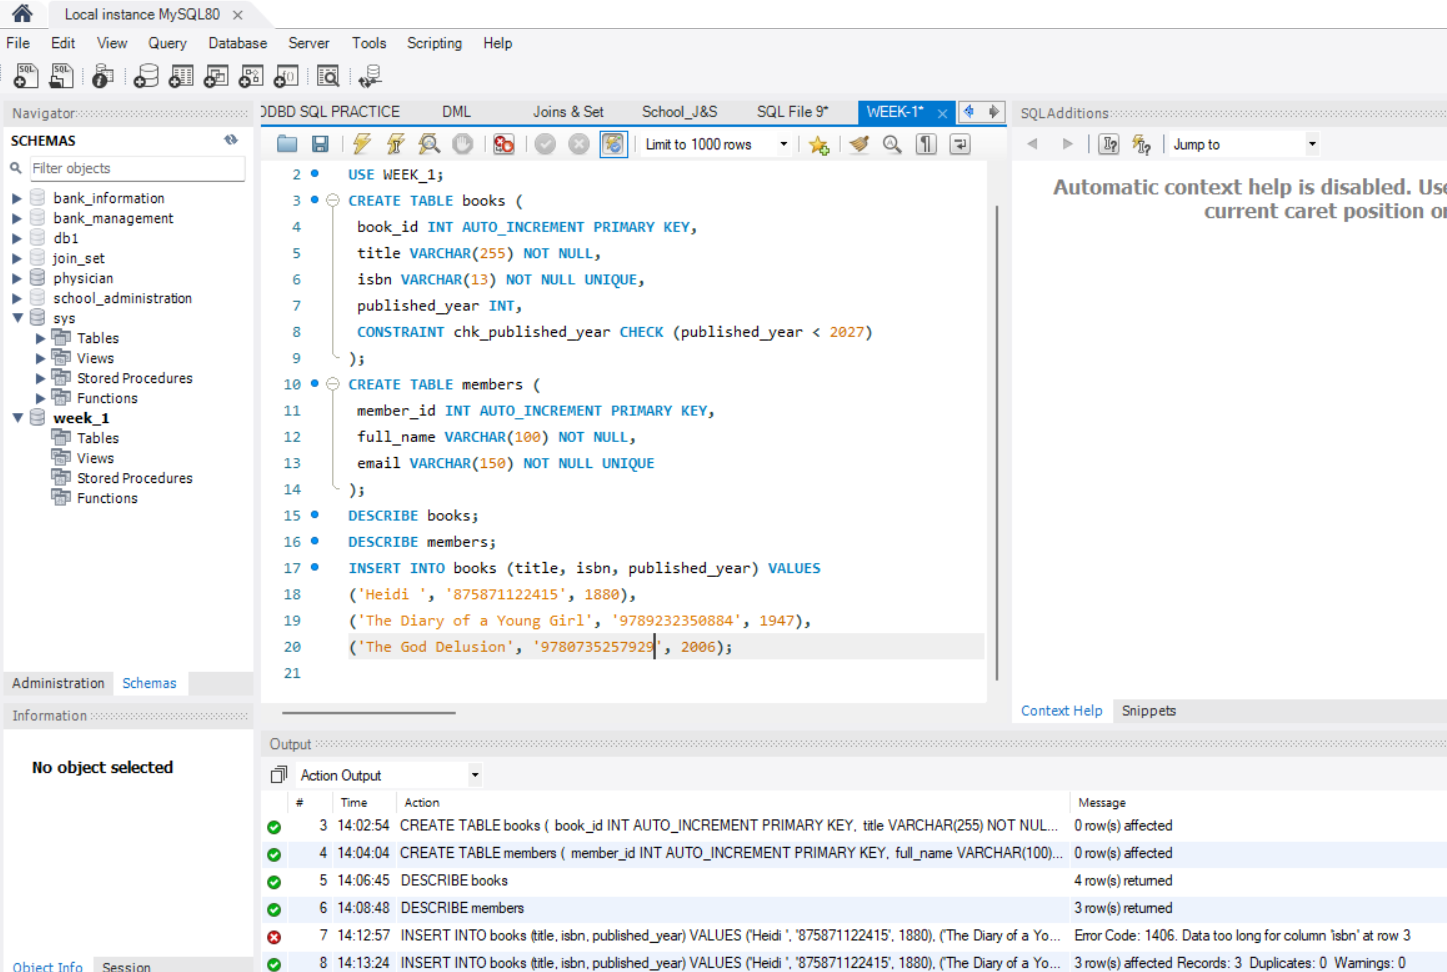 Local instance MySQL80
File Edit View Query Database Server Tools Scripting Help
Navigator
SCHEMAS
Filter objects
bank_information
bank_management
db1
join_set
physician
school_administration
sys
Tables
Views
Stored Procedures
Functions
week_1
Tables
Views
Stored Procedures
Functions
Administration Schemas
Information
No object selected
Object Info Session
DDBD SQL PRACTICE DML Joins & Set School_J&S SQL File 9* WEEK-1*
Limit to 1000 rows
2 USE WEEK_1;
3 CREATE TABLE books (
4 book_id INT AUTO_INCREMENT PRIMARY KEY,
5 title VARCHAR(255) NOT NULL,
6 isbn VARCHAR(13) NOT NULL UNIQUE,
7 published_year INT,
8 CONSTRAINT chk_published_year CHECK (published_year < 2027)
9 );
10 CREATE TABLE members (
11 member_id INT AUTO_INCREMENT PRIMARY KEY,
12 full_name VARCHAR(100) NOT NULL,
13 email VARCHAR(150) NOT NULL UNIQUE
14 );
15 DESCRIBE books;
16 DESCRIBE members;
17 INSERT INTO books (title, isbn, published_year) VALUES
18 ('Heidi ', '875871122415', 1880),
19 ('The Diary of a Young Girl', '9789232350884', 1947),
20 ('The God Delusion', '9780735257929', 2006);
21
SQLAdditions
Jump to
Automatic context help is disabled. Use
current caret position or
Context Help Snippets
Output
Action Output
# Time Action Message
3 14:02:54 CREATE TABLE books ( book_id INT AUTO_INCREMENT PRIMARY KEY, title VARCHAR(255) NOT NUL... 0 row(s) affected
4 14:04:04 CREATE TABLE members ( member_id INT AUTO_INCREMENT PRIMARY KEY, full_name VARCHAR(100)... 0 row(s) affected
5 14:06:45 DESCRIBE books 4 row(s) returned
6 14:08:48 DESCRIBE members 3 row(s) returned
7 14:12:57 INSERT INTO books (title, isbn, published_year) VALUES ('Heidi ', '875871122415', 1880), ('The Diary of a Yo... Error Code: 1406. Data too long for column 'isbn' at row 3
8 14:13:24 INSERT INTO books (title, isbn, published_year) VALUES ('Heidi ', '875871122415', 1880), ('The Diary of a Yo... 3 row(s) affected Records: 3 Duplicates: 0 Warnings: 0